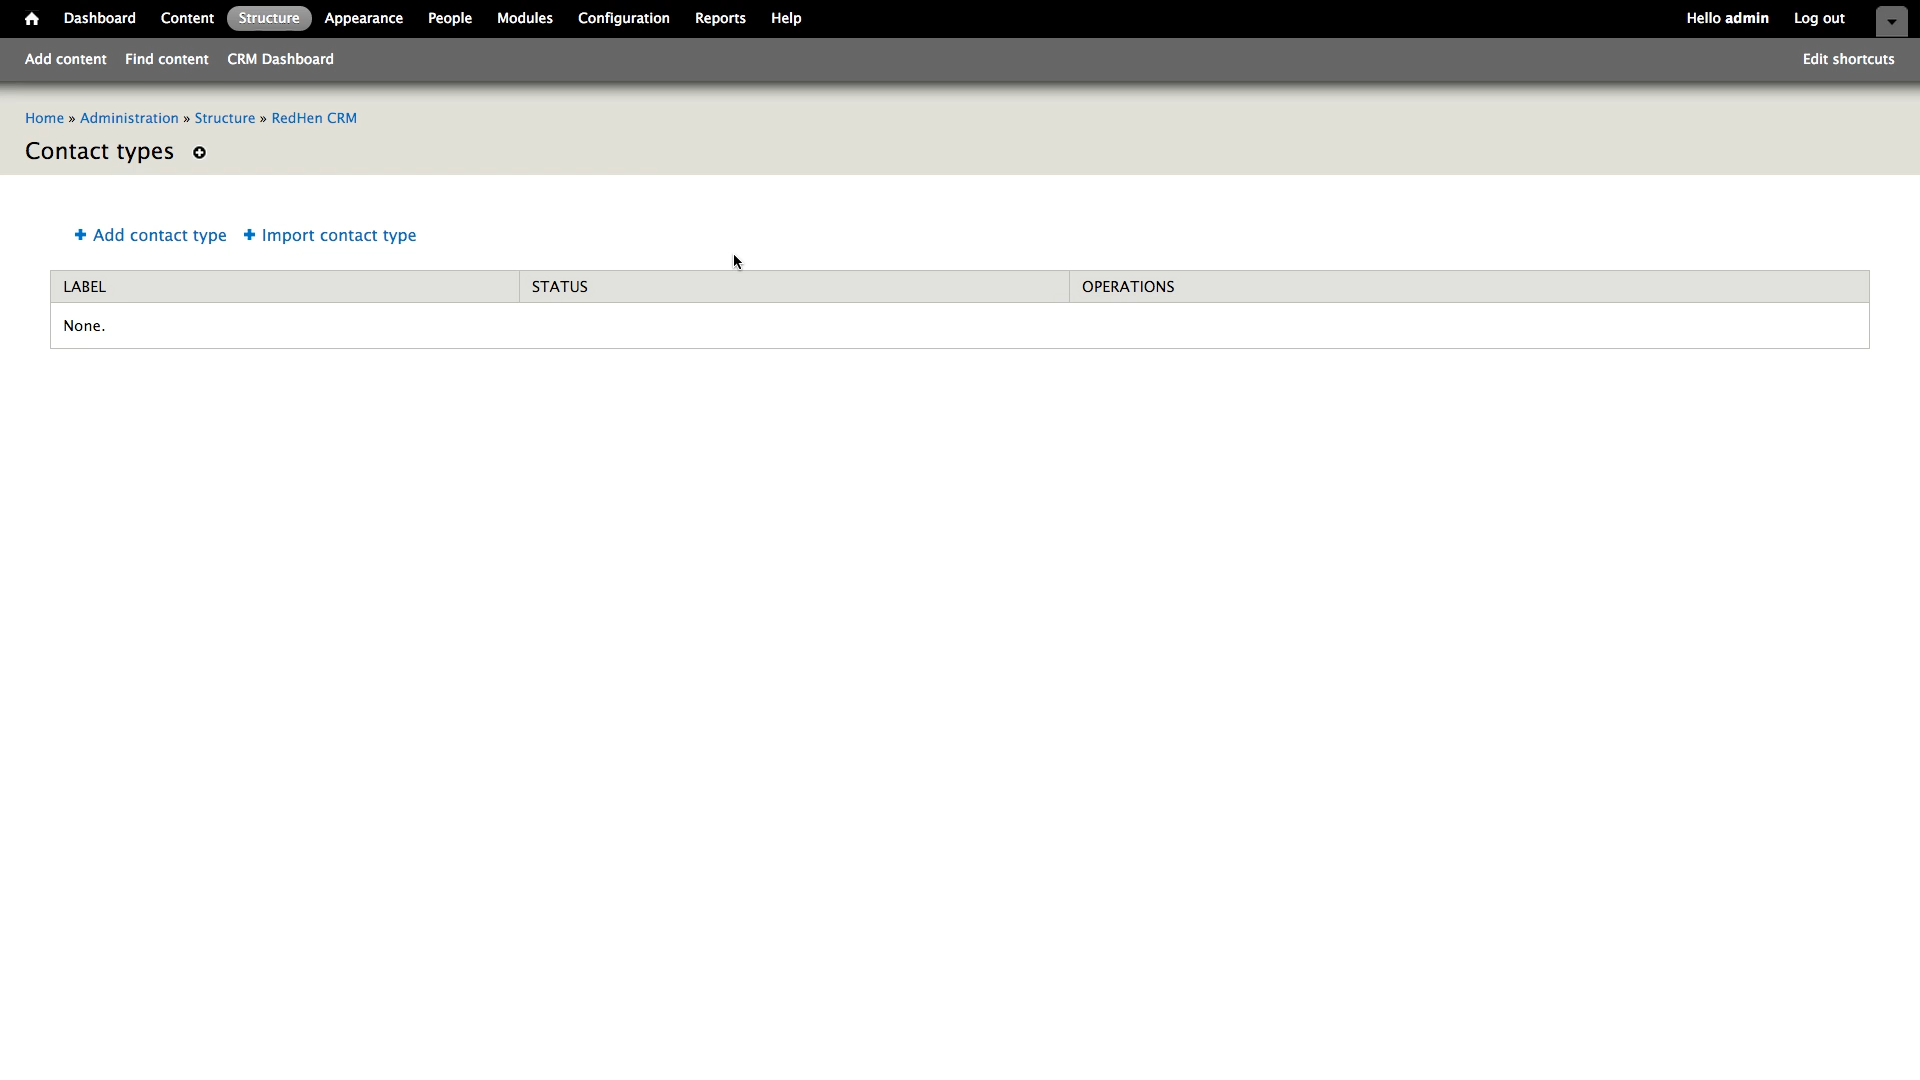 Dashboard Content Structure Appearance People Modules Configuration Reports Help Hello admin Log out
Add content Find content CRM Dashboard Edit shortcuts
Home » Administration » Structure » RedHen CRM
Contact types
Add contact type Import contact type
LABEL STATUS OPERATIONS
None.